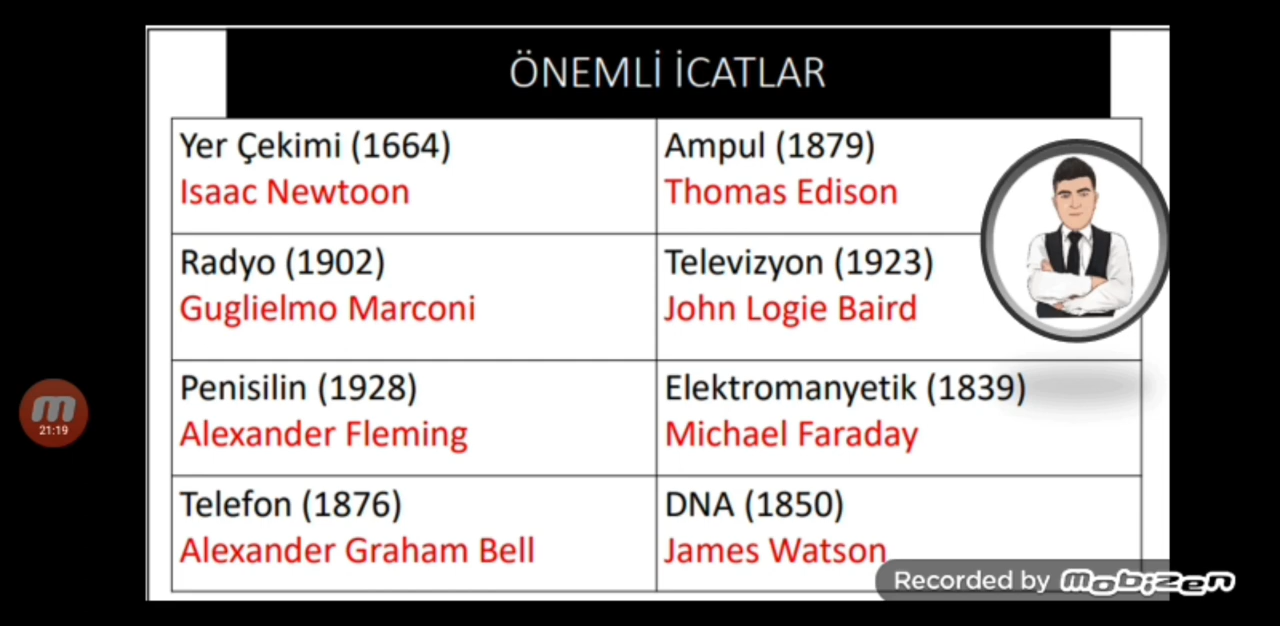 ÖNEMLİ İCATLAR
Yer Çekimi (1664)
Isaac Newtoon
Ampul (1879)
Thomas Edison
Radyo (1902)
Guglielmo Marconi
Televizyon (1923)
John Logie Baird
Penisilin (1928)
Alexander Fleming
Elektromanyetik (1839)
Michael Faraday
Telefon (1876)
Alexander Graham Bell
DNA (1850)
James Watson
m
21:19
Recorded by mobizen